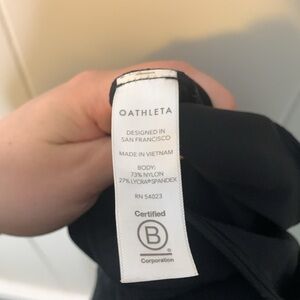 OATHLETA
DESIGNED IN
SAN FRANCISCO
MADE IN VIETNAM
BODY:
73% NYLON
27% LYCRA®SPANDEX
RN 54023
Certified
B
Corporation